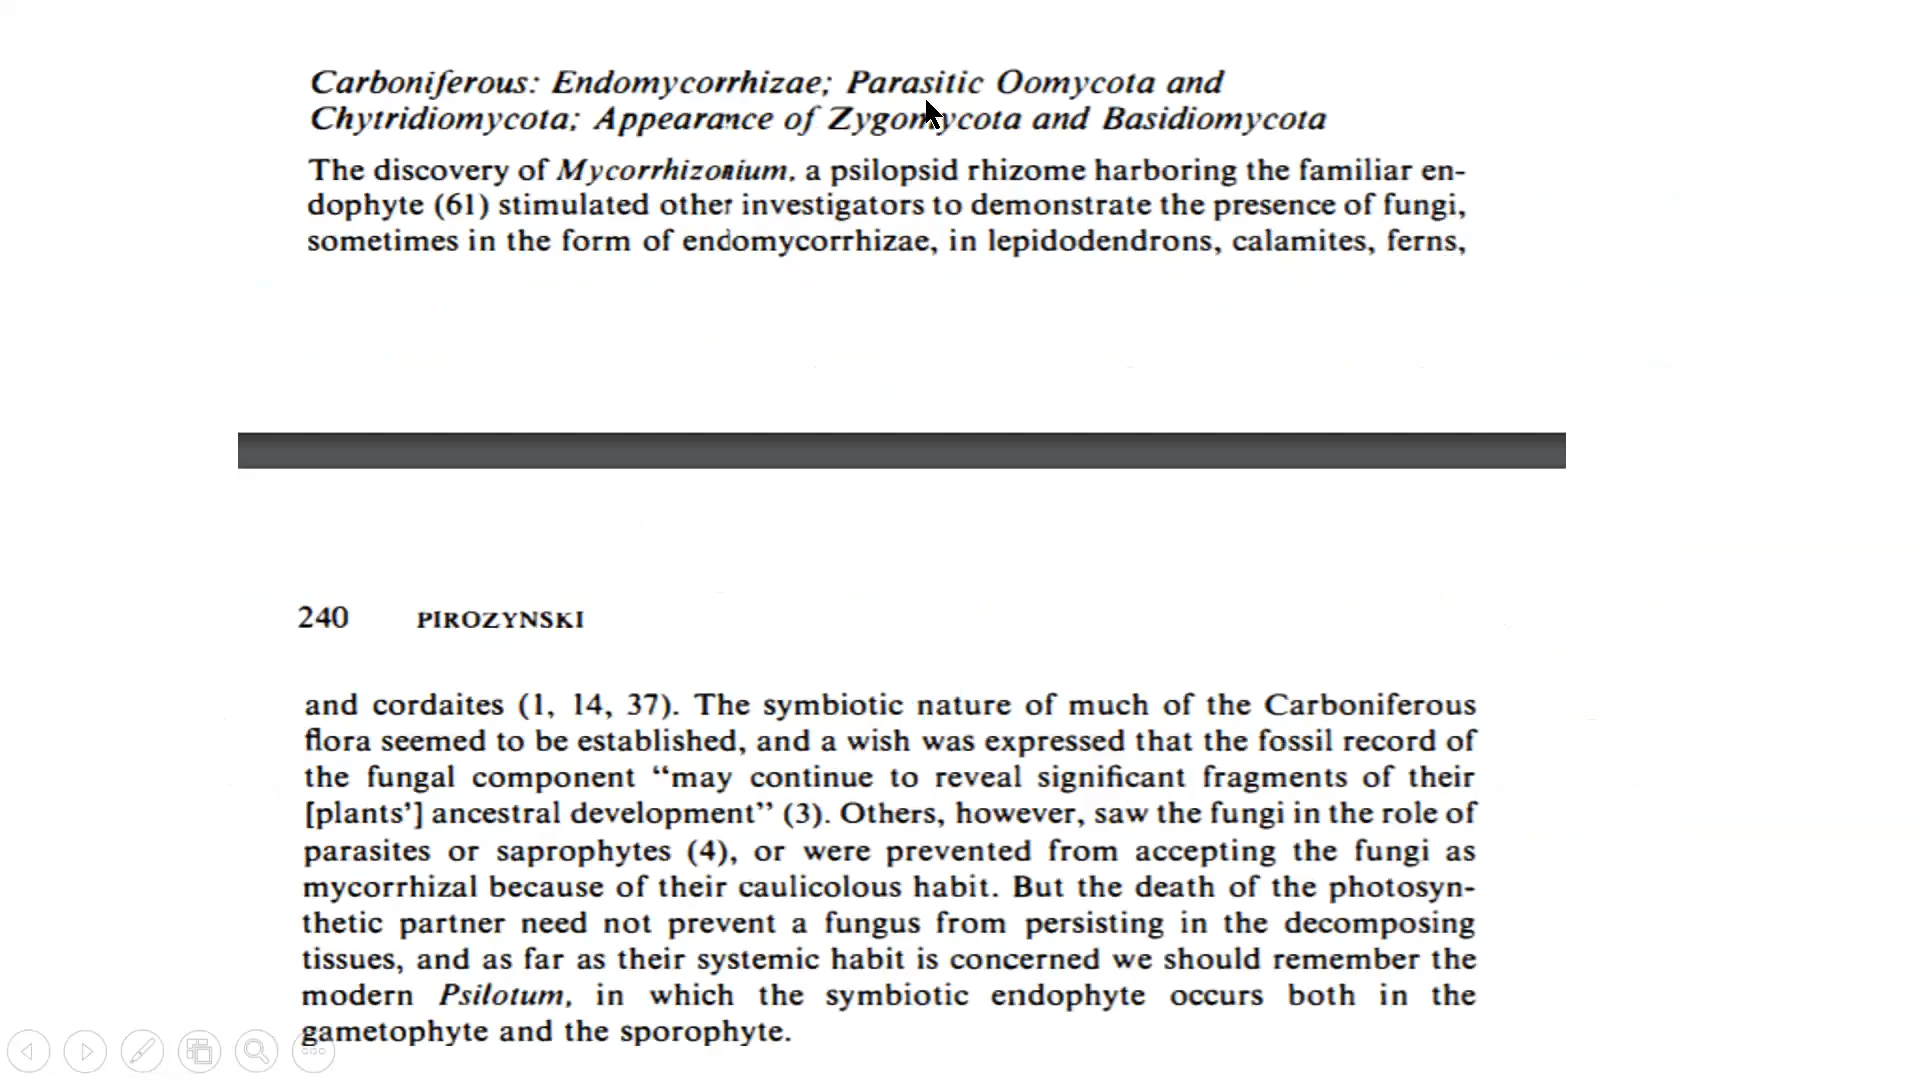 Carboniferous: Endomycorrhizae; Parasitic Oomycota and
Chytridiomycota; Appearance of Zygomycota and Basidiomycota
The discovery of Mycorrhizonium, a psilopsid rhizome harboring the familiar en-
dophyte (61) stimulated other investigators to demonstrate the presence of fungi,
sometimes in the form of endomycorrhizae, in lepidodendrons, calamites, ferns,
240 PIROZYNSKI
and cordaites (1, 14, 37). The symbiotic nature of much of the Carboniferous
flora seemed to be established, and a wish was expressed that the fossil record of
the fungal component “may continue to reveal significant fragments of their
[plants’] ancestral development” (3). Others, however, saw the fungi in the role of
parasites or saprophytes (4), or were prevented from accepting the fungi as
mycorrhizal because of their caulicolous habit. But the death of the photosyn-
thetic partner need not prevent a fungus from persisting in the decomposing
tissues, and as far as their systemic habit is concerned we should remember the
modern Psilotum, in which the symbiotic endophyte occurs both in the
gametophyte and the sporophyte.